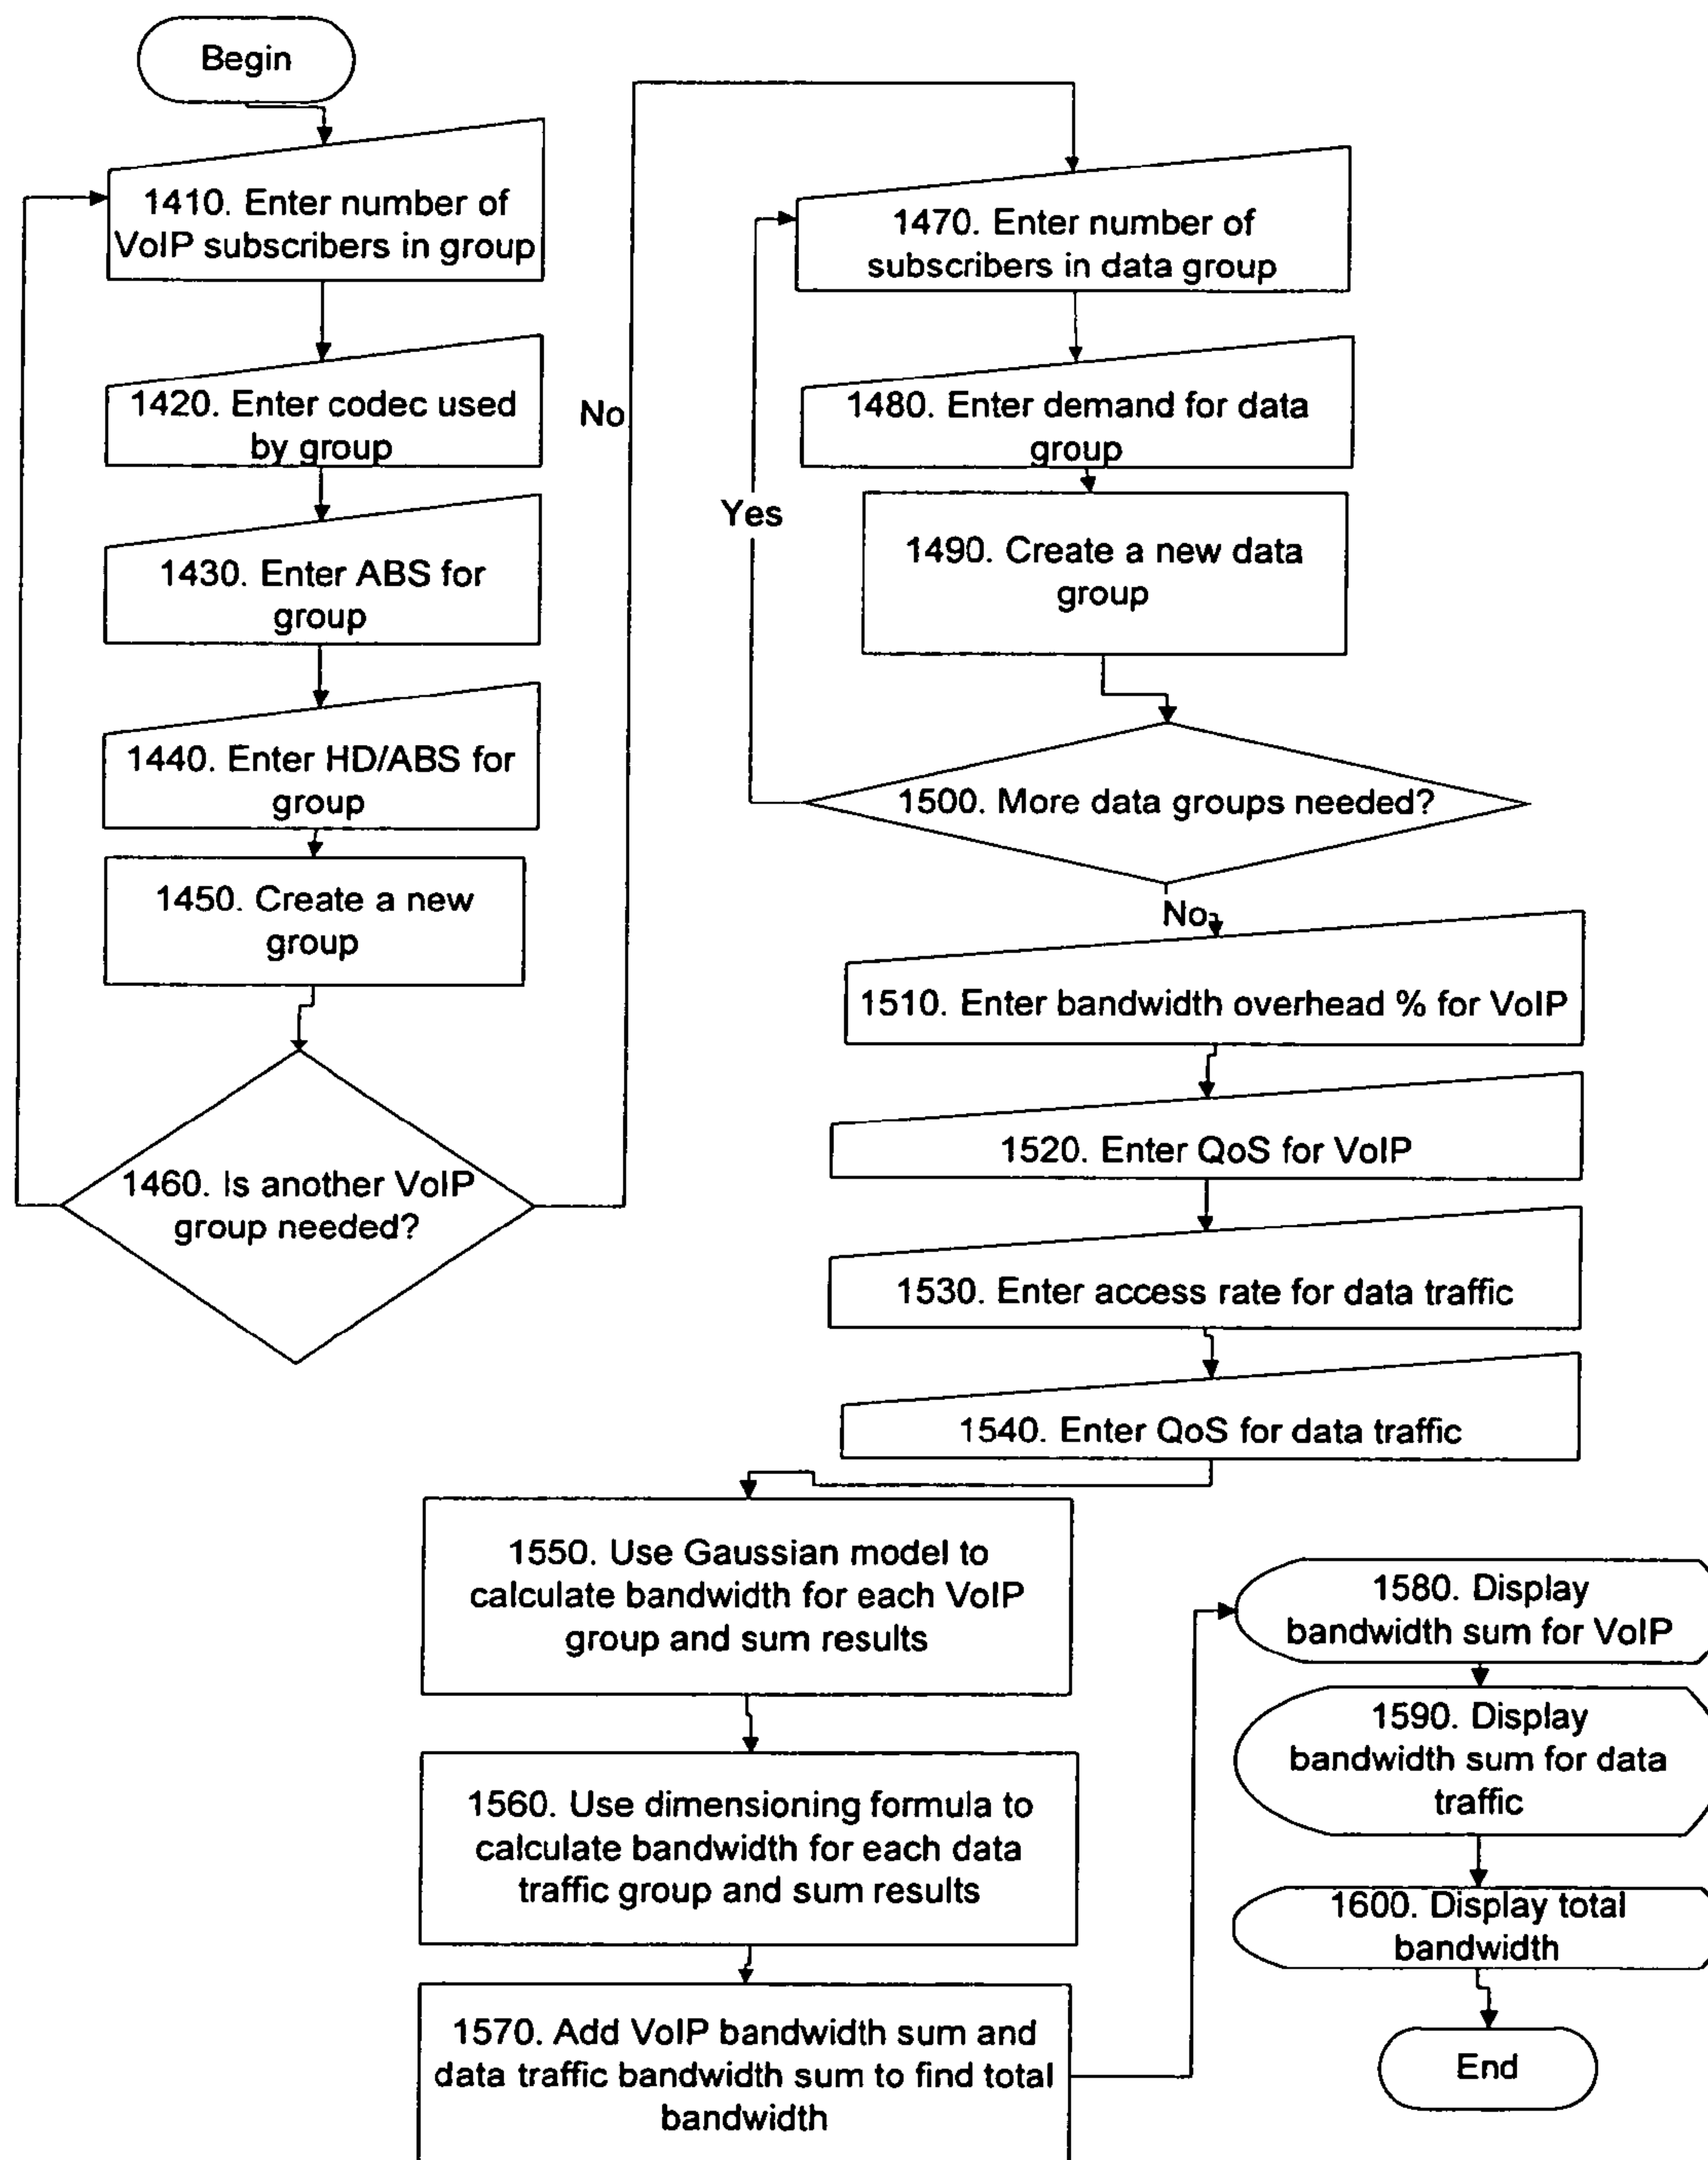 Begin
1410. Enter number of
VoIP subscribers in group
1420. Enter codec used
by group
1430. Enter ABS for
group
1440. Enter HD/ABS for
group
1450. Create a new
group
1460. Is another VoIP
group needed?
No
1470. Enter number of
subscribers in data group
1480. Enter demand for data
group
1490. Create a new data
group
Yes
1500. More data groups needed?
No
1510. Enter bandwidth overhead % for VoIP
1520. Enter QoS for VoIP
1530. Enter access rate for data traffic
1540. Enter QoS for data traffic
1550. Use Gaussian model to
calculate bandwidth for each VoIP
group and sum results
1560. Use dimensioning formula to
calculate bandwidth for each data
traffic group and sum results
1570. Add VoIP bandwidth sum and
data traffic bandwidth sum to find total
bandwidth
1580. Display
bandwidth sum for VoIP
1590. Display
bandwidth sum for data
traffic
1600. Display total
bandwidth
End